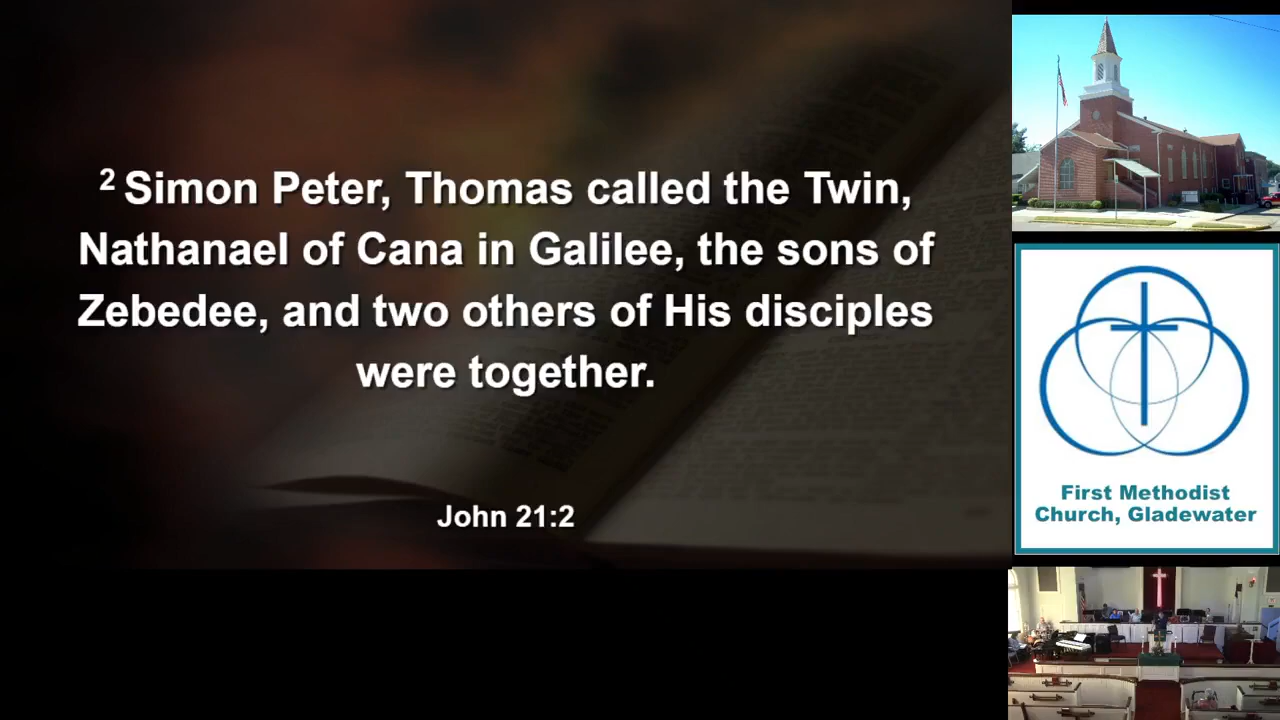 2 Simon Peter, Thomas called the Twin,
Nathanael of Cana in Galilee, the sons of
Zebedee, and two others of His disciples
were together.
John 21:2
First Methodist
Church, Gladewater